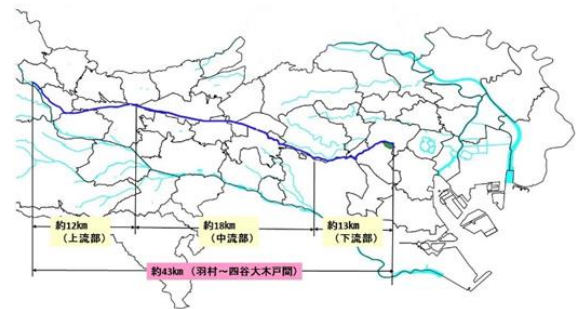 約12km
(上流部)
約18km
(中流部)
約13km
(下流部)
約43km(羽村～四谷大木戸間)